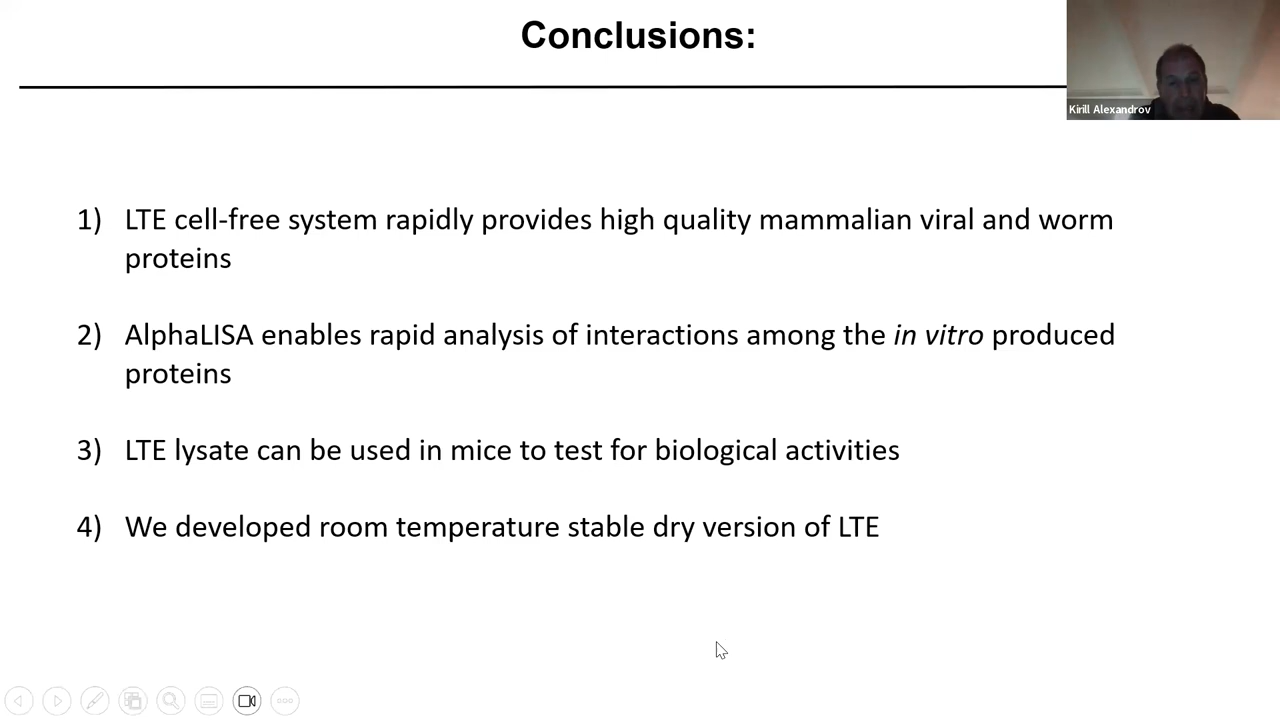 Conclusions:
Kirill Alexandrov
1) LTE cell-free system rapidly provides high quality mammalian viral and worm
proteins
2) AlphaLISA enables rapid analysis of interactions among the in vitro produced
proteins
3) LTE lysate can be used in mice to test for biological activities
4) We developed room temperature stable dry version of LTE